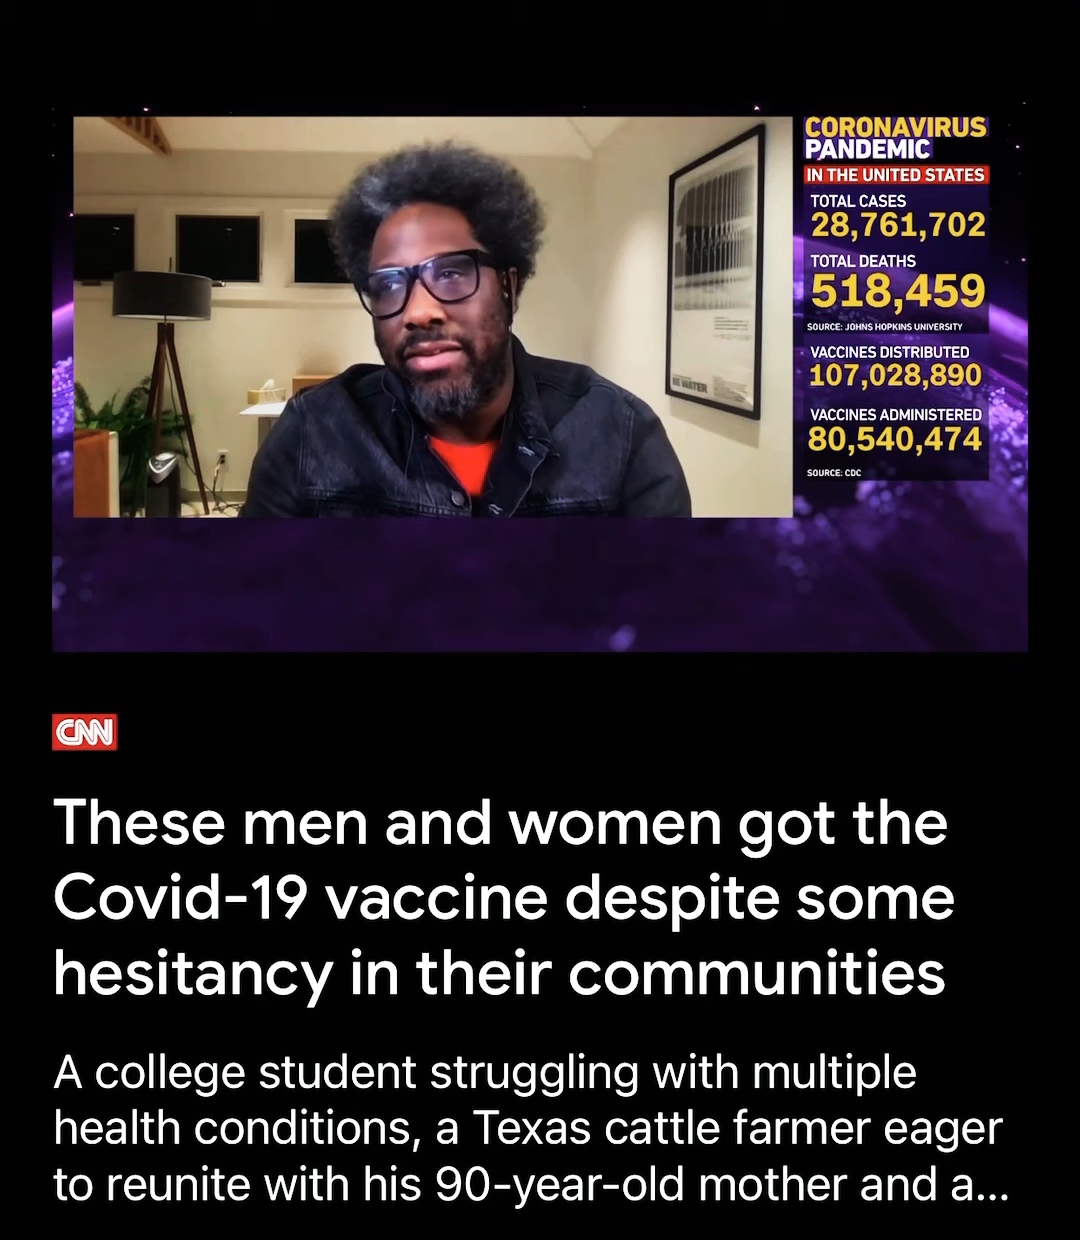 CORONAVIRUS
PANDEMIC
IN THE UNITED STATES
TOTAL CASES
28,761,702
TOTAL DEATHS
518,459
SOURCE: JOHNS HOPKINS UNIVERSITY
VACCINES DISTRIBUTED
107,028,890
VACCINES ADMINISTERED
80,540,474
SOURCE: CDC
BE WATER
CNN
These men and women got the
Covid-19 vaccine despite some
hesitancy in their communities
A college student struggling with multiple
health conditions, a Texas cattle farmer eager
to reunite with his 90-year-old mother and a...